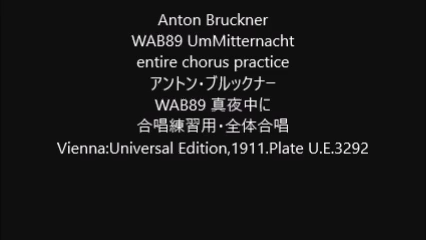 Anton Bruckner
WAB89 UmMitternacht
entire chorus practice
アントン・ブルックナー
WAB89 真夜中に
合唱練習用・全体合唱
Vienna:Universal Edition,1911.Plate U.E.3292